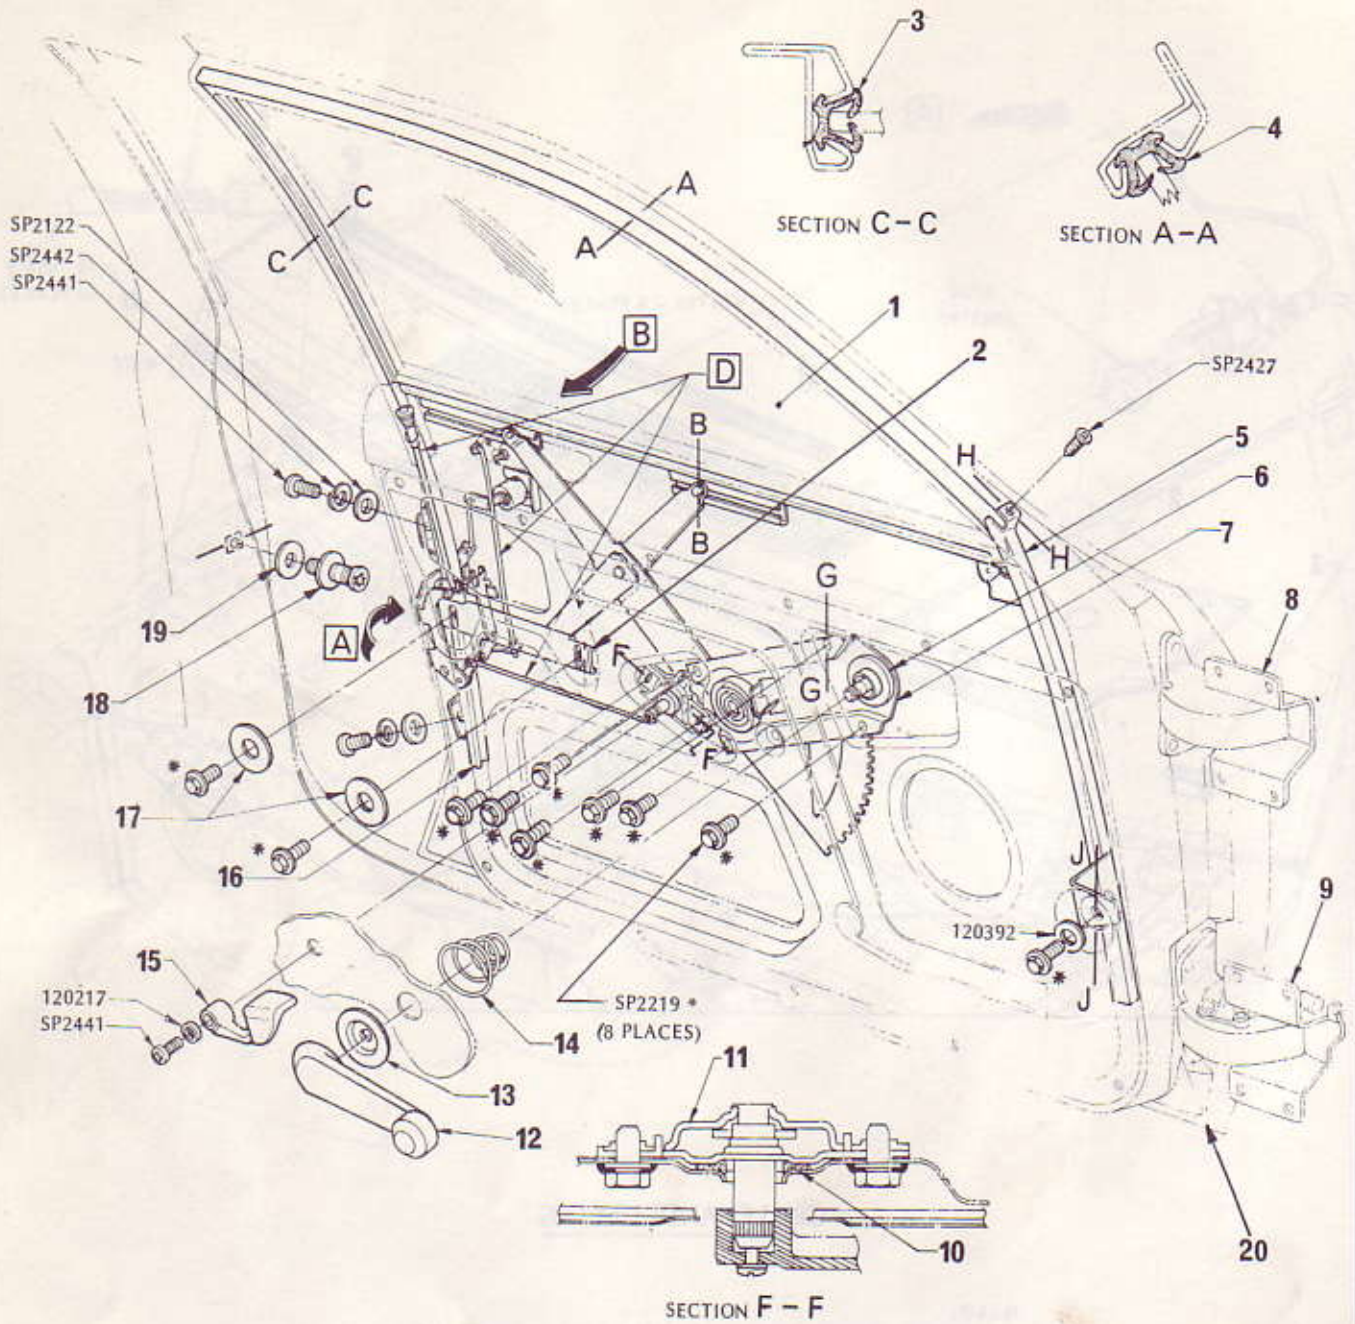 3
4
SECTION C-C
SECTION A-A
A
A
C
C
SP2122
SP2442
SP2441
B
D
1
2
SP2427
B
B
H
H
5
6
7
8
G
G
19
A
18
F
F
*
17
*
16
*
*
*
*
*
*
*
J
J
120392
*
9
15
120217
SP2441
14
SP2219 *
(8 PLACES)
13
12
11
10
20
SECTION F-F